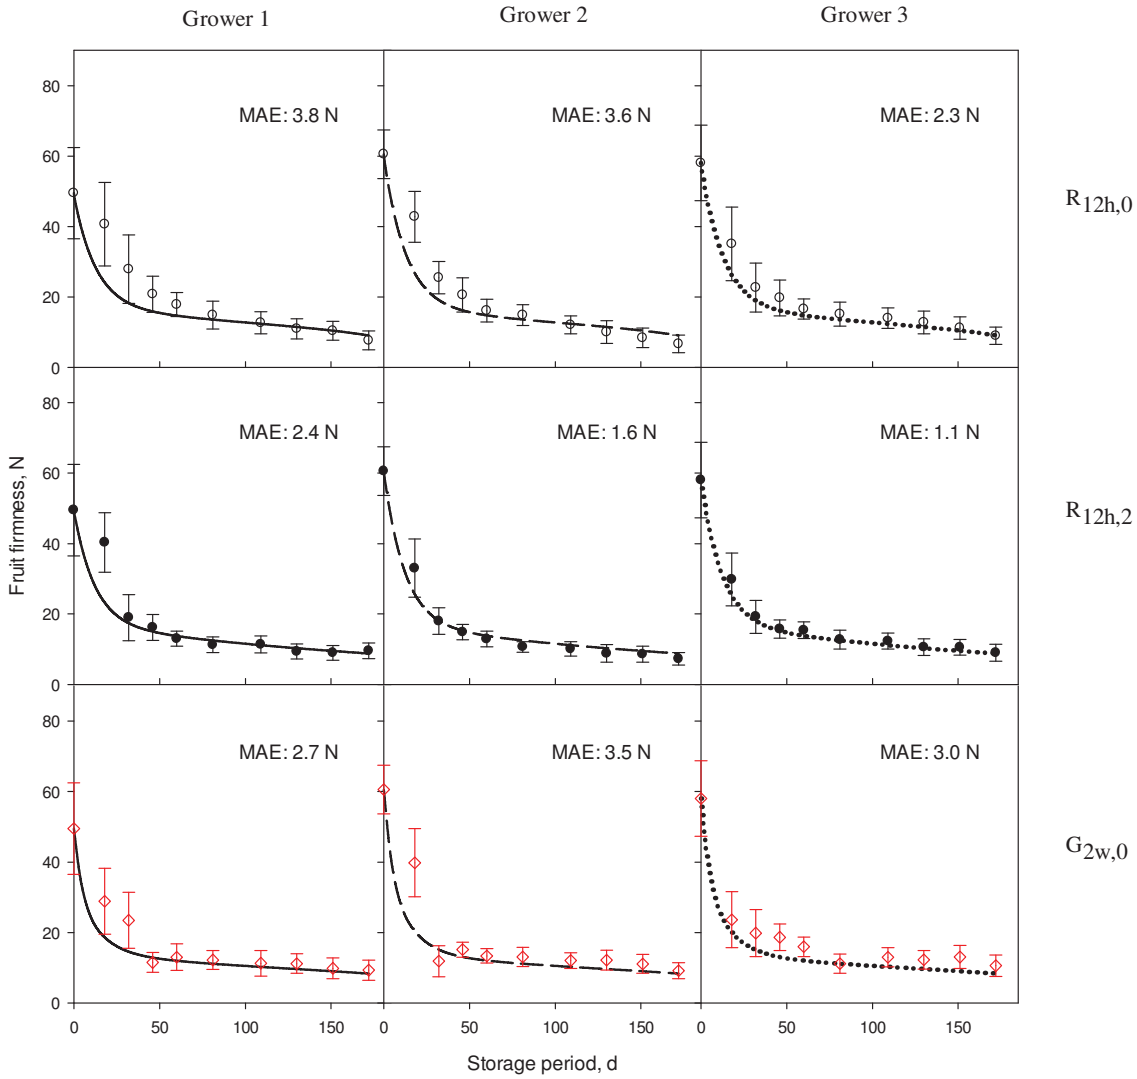 Grower 1
Grower 2
Grower 3
80
60
40
20
0
MAE: 3.8 N
MAE: 3.6 N
MAE: 2.3 N
R12h,0
80
60
40
20
0
MAE: 2.4 N
MAE: 1.6 N
MAE: 1.1 N
R12h,2
Fruit firmness, N
80
60
40
20
0
MAE: 2.7 N
MAE: 3.5 N
MAE: 3.0 N
G2w,0
0 50 100 150
0 50 100 150
0 50 100 150
Storage period, d